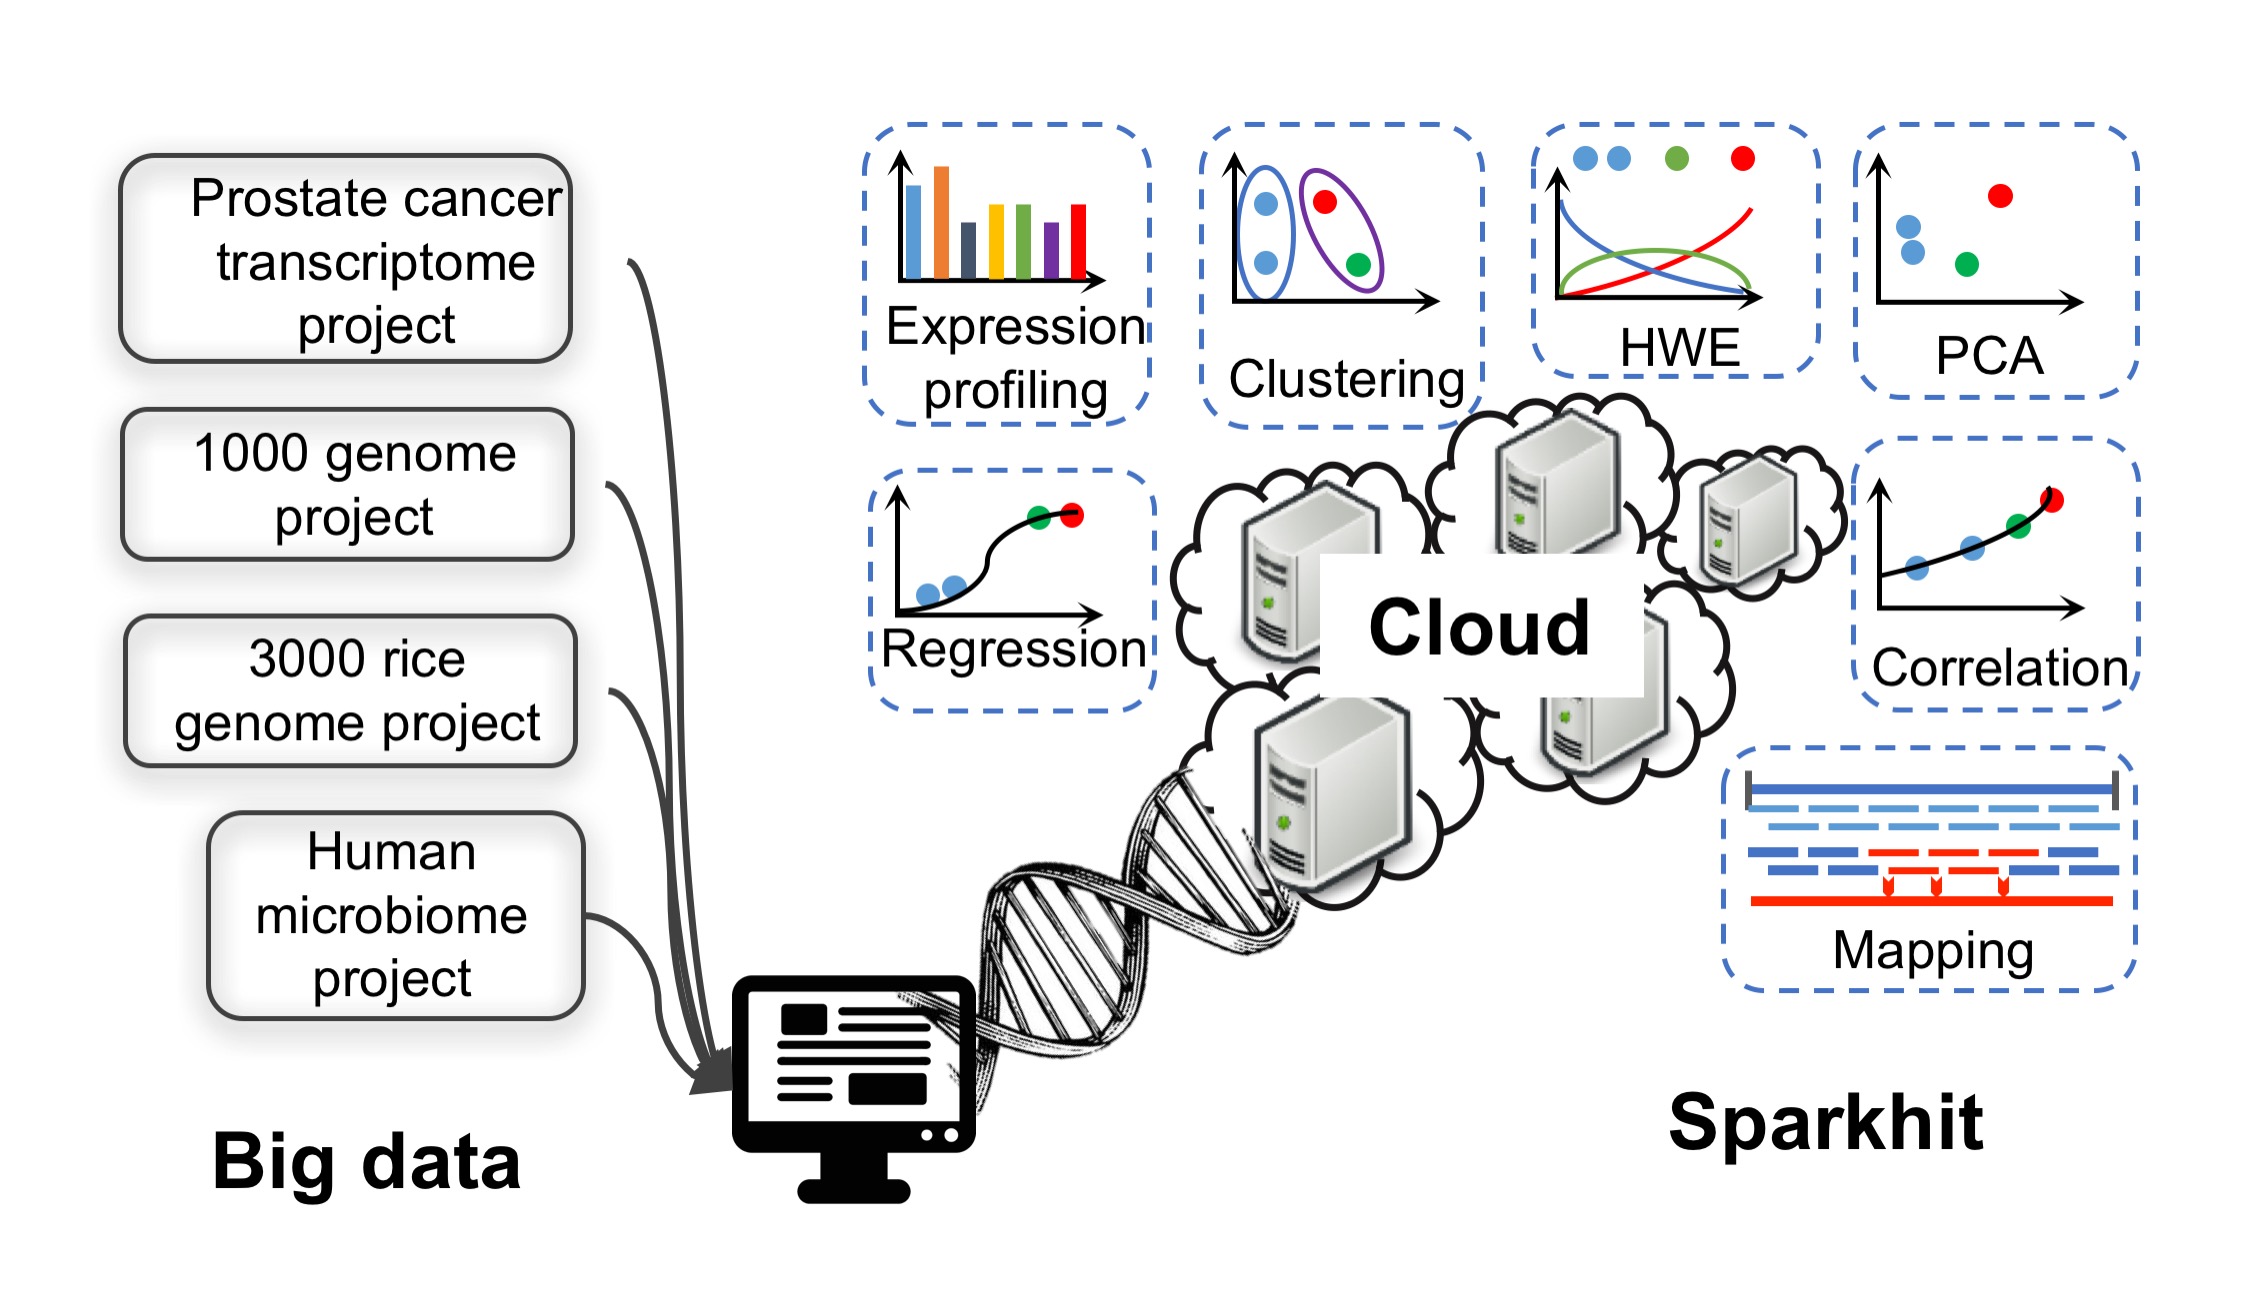 Prostate cancer
transcriptome
project
1000 genome
project
3000 rice
genome project
Human
microbiome
project
Big data
Expression
profiling
Clustering
HWE
PCA
Regression
Cloud
Correlation
Mapping
Sparkhit